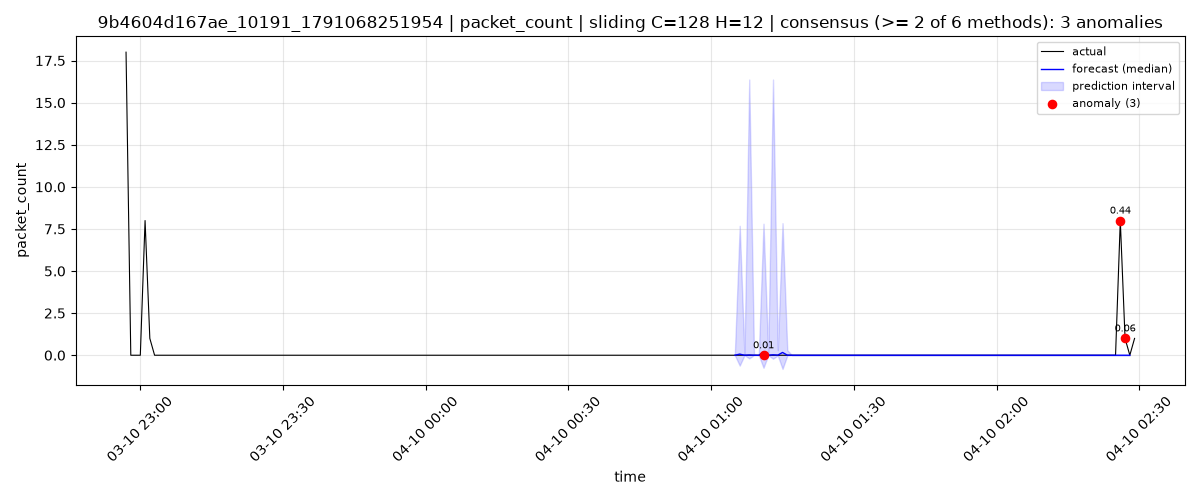 9b4604d167ae_10191_1791068251954 | packet_count | sliding C=128 H=12 | consensus (>= 2 of 6 methods): 3 anomalies
actual
forecast (median)
prediction interval
anomaly (3)
17.5
15.0
12.5
10.0
7.5
5.0
2.5
0.0
packet_count
0.01
0.44
0.06
03-10 23:00
03-10 23:30
04-10 00:00
04-10 00:30
04-10 01:00
04-10 01:30
04-10 02:00
04-10 02:30
time